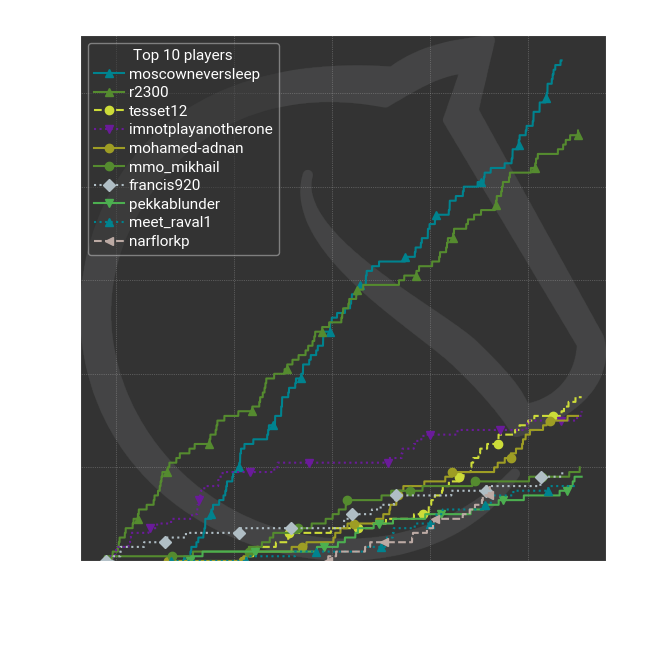 Top 10 players
moscowneversleep
r2300
tesset12
imnotplayanotherone
mohamed-adnan
mmo_mikhail
francis920
pekkablunder
meet_raval1
narflorkp